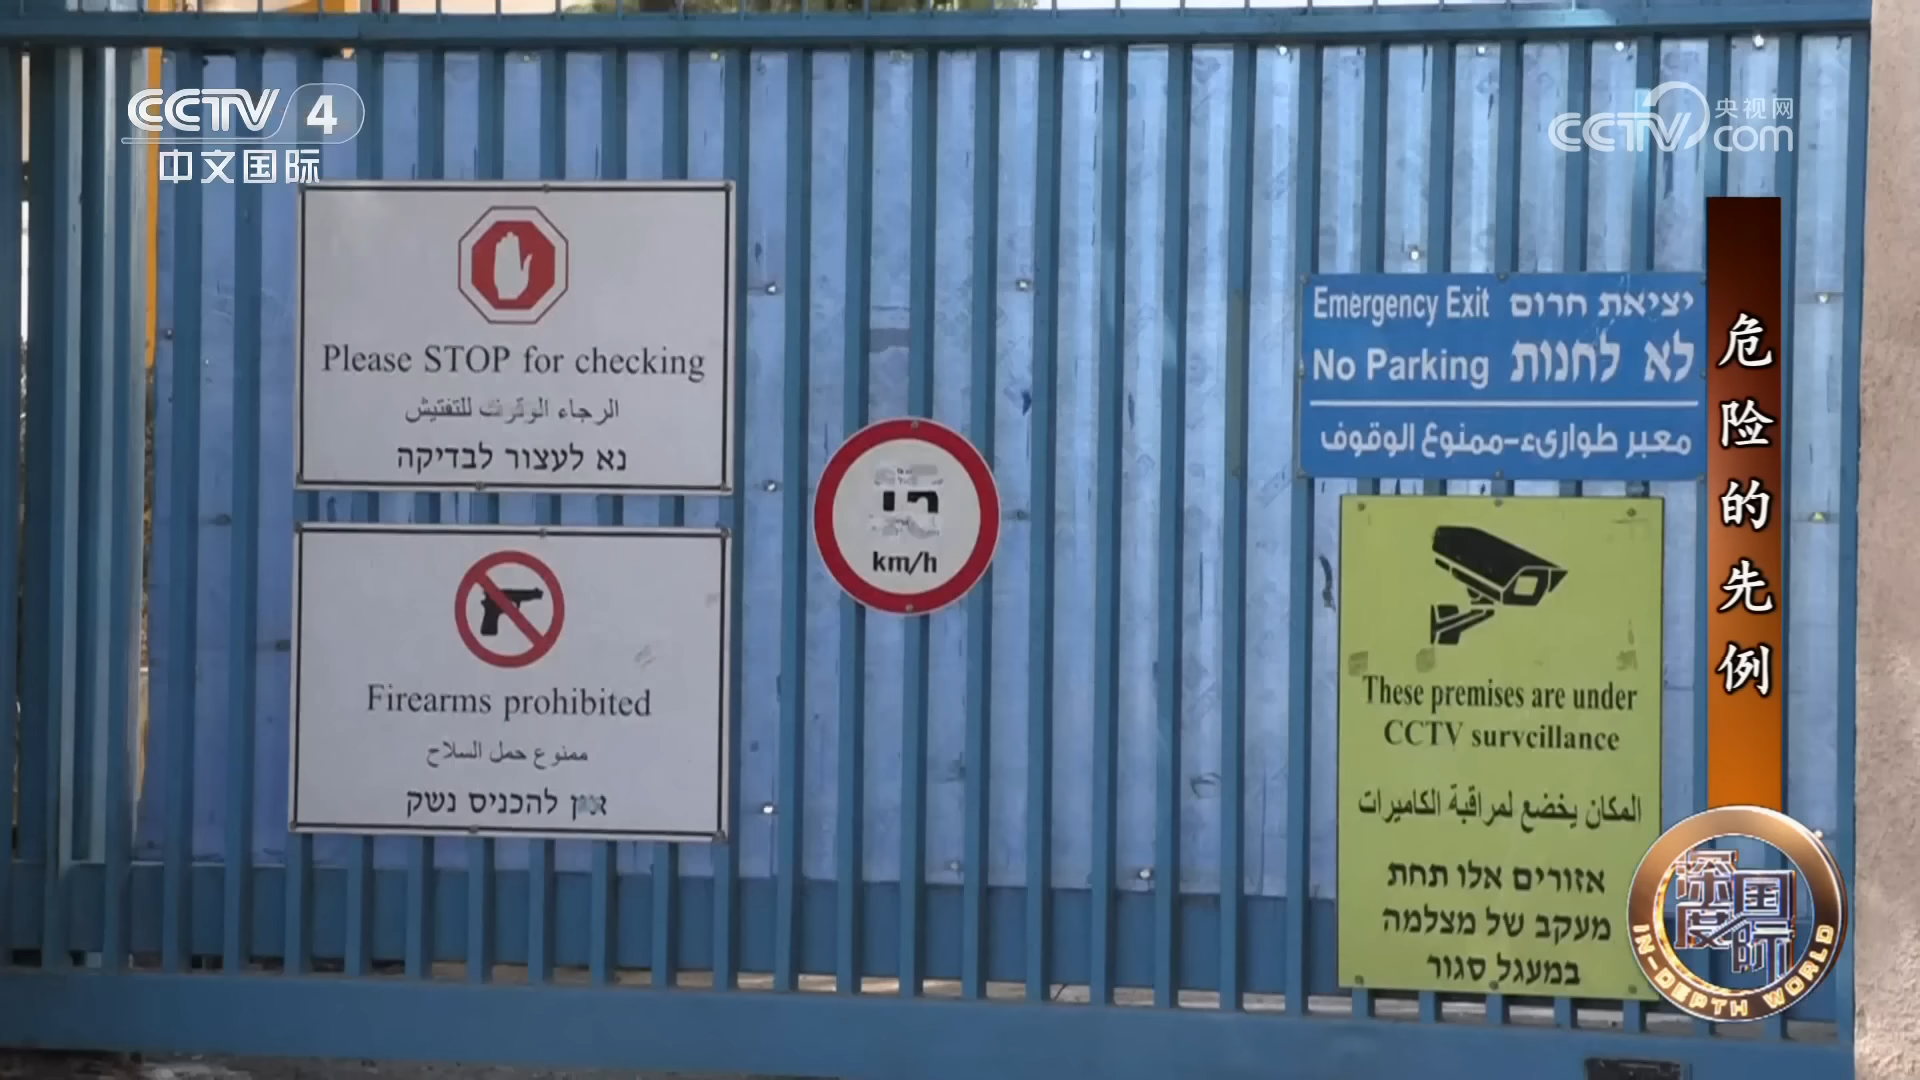 CCTV 4
中文国际
央视网
CCTV.com
Please STOP for checking
الرجاء الوقوف للتفتيش
נא לעצור לבדיקה
Firearms prohibited
ممنوع حمل السلاح
אין להכניס נשק
km/h
Emergency Exit יציאת חרום
No Parking לא לחנות
معبر طوارىء-ممنوع الوقوف
These premises are under
CCTV surveillance
المكان يخضع لمراقبة الكاميرات
אזורים אלו תחת
מעקב של מצלמה
במעגל סגור
危险的先例
深度国际
IN-DEPTH WORLD